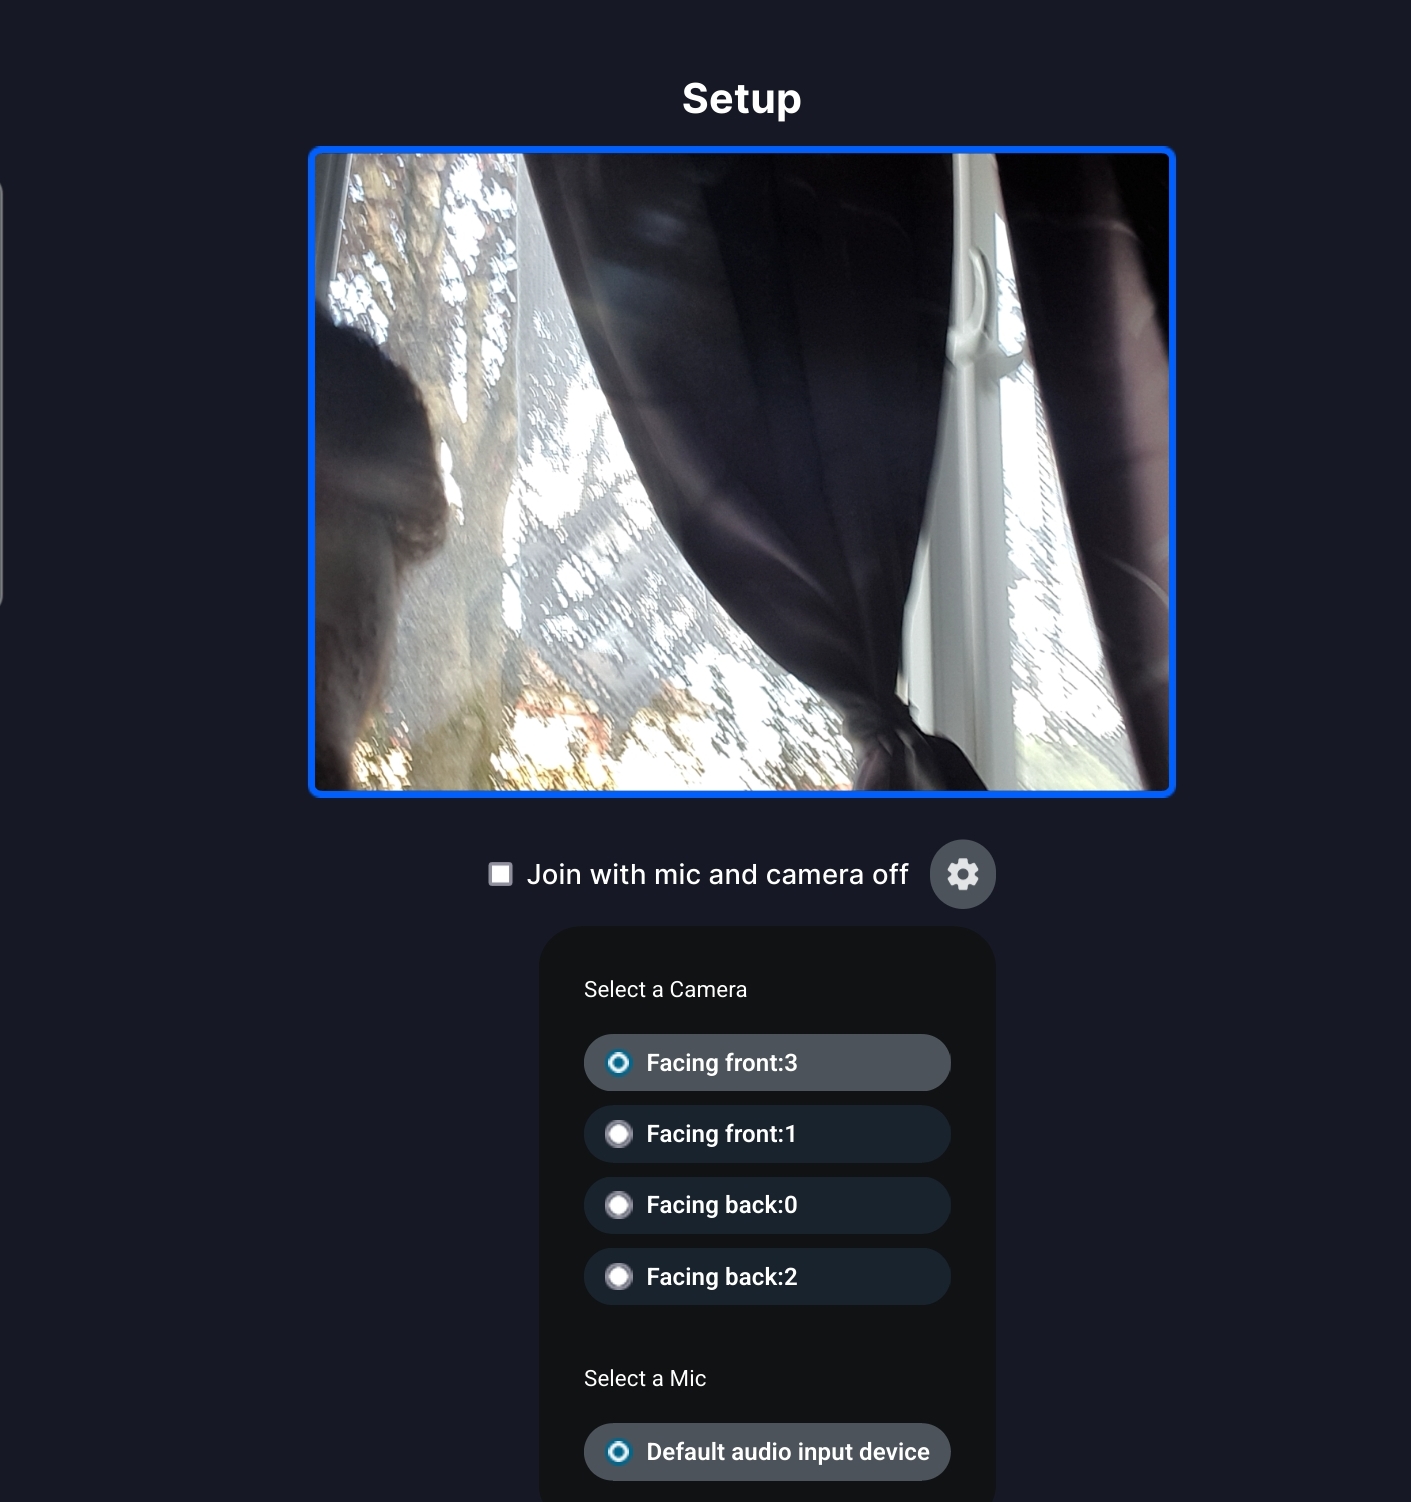 Setup
Join with mic and camera off
Select a Camera
Facing front:3
Facing front:1
Facing back:0
Facing back:2
Select a Mic
Default audio input device